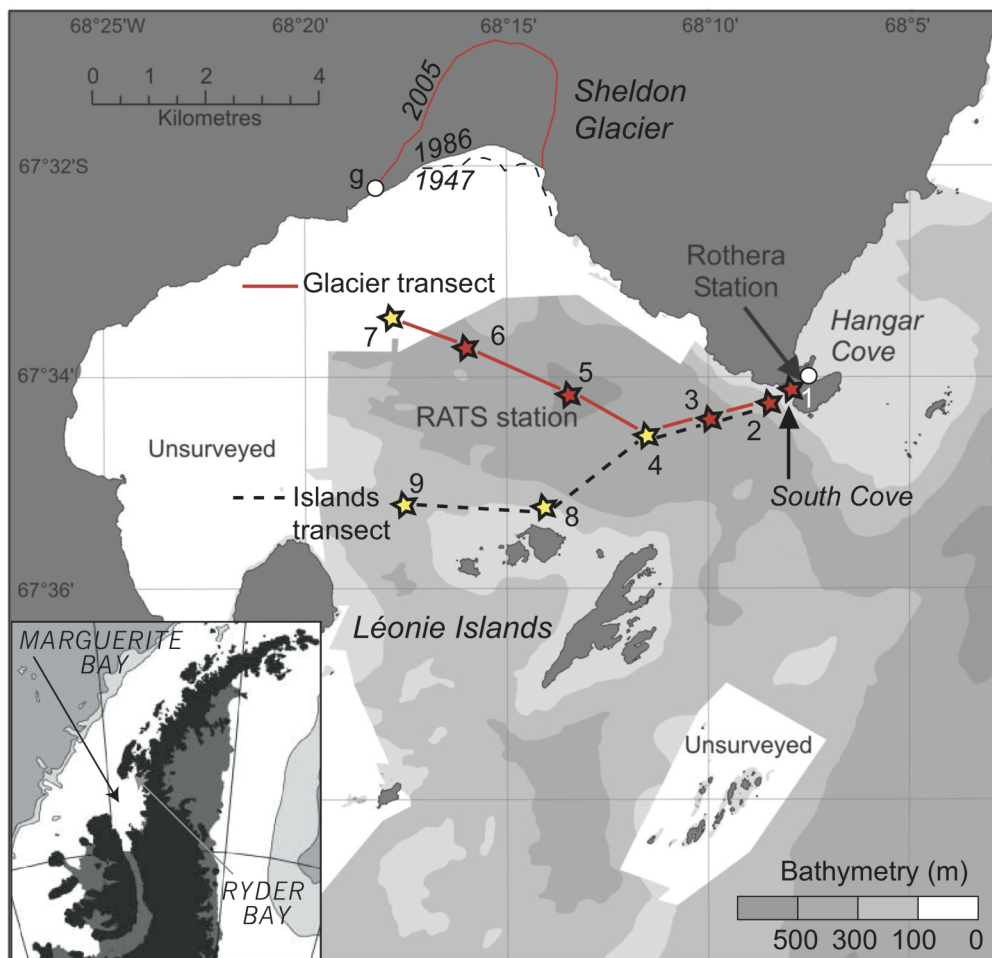 68°25'W
68°20'
68°15'
68°10'
68°5'
0 1 2 4
Kilometres
2005
Sheldon
Glacier
1986
67°32'S
1947
g
Rothera
Station
Glacier transect
Hangar
Cove
7
6
67°34'
5
3
1
RATS station
2
4
Unsurveyed
9
South Cove
Islands
transect
8
67°36'
Léonie Islands
MARGUERITE
BAY
Unsurveyed
RYDER
BAY
Bathymetry (m)
500 300 100 0